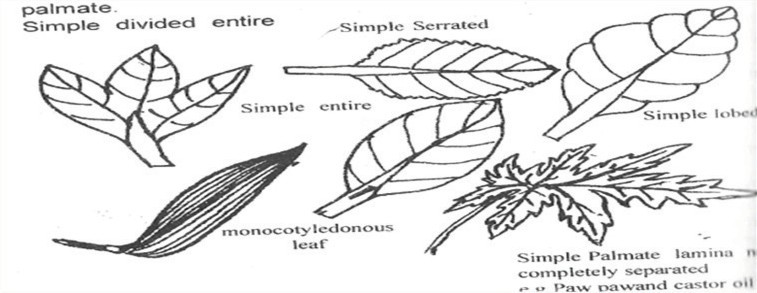 palmate.
Simple divided entire
Simple Serrated
Simple entire
Simple lobed
monocotyledonous
leaf
Simple Palmate lamina
completely separated
e.g Paw pawand castor oil